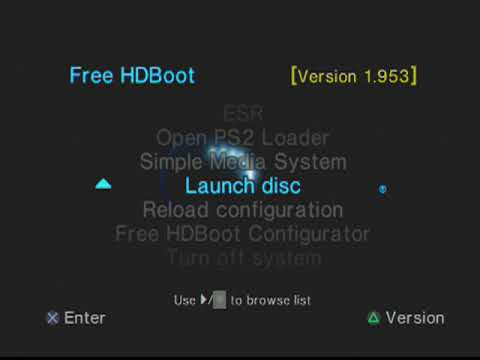 Free HDBoot
[Version 1.953]
ESR
Open PS2 Loader
Simple Media System
Launch disc
Reload configuration
Free HDBoot Configurator
Turn off system
Use / to browse list
Enter
Version